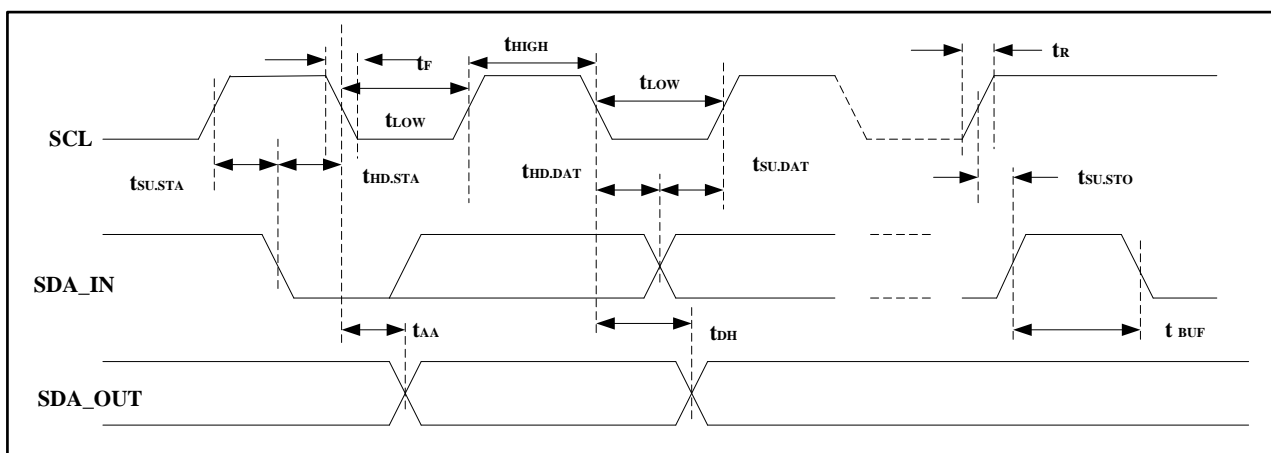 tHIGH
tR
tF
tLOW
tLOW
SCL
tSU.STA
tHD.STA
tHD.DAT
tSU.DAT
tSU.STO
SDA_IN
tAA
tDH
t BUF
SDA_OUT